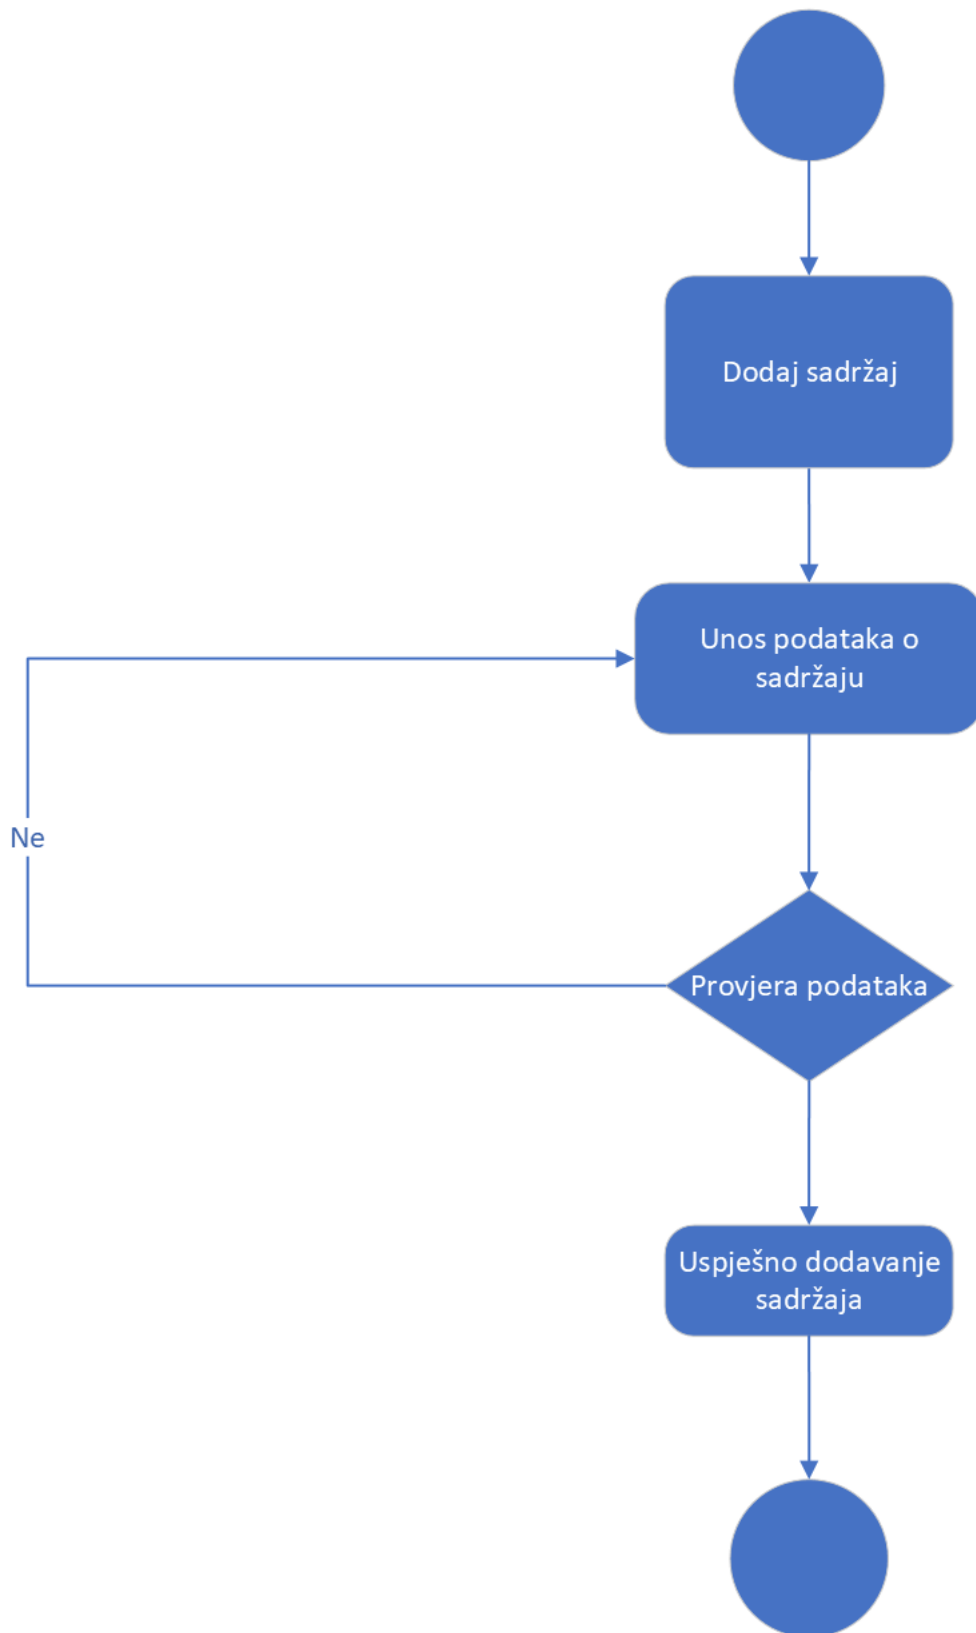 Dodaj sadržaj
Unos podataka o
sadržaju
Ne
Provjera podataka
Uspješno dodavanje
sadržaja